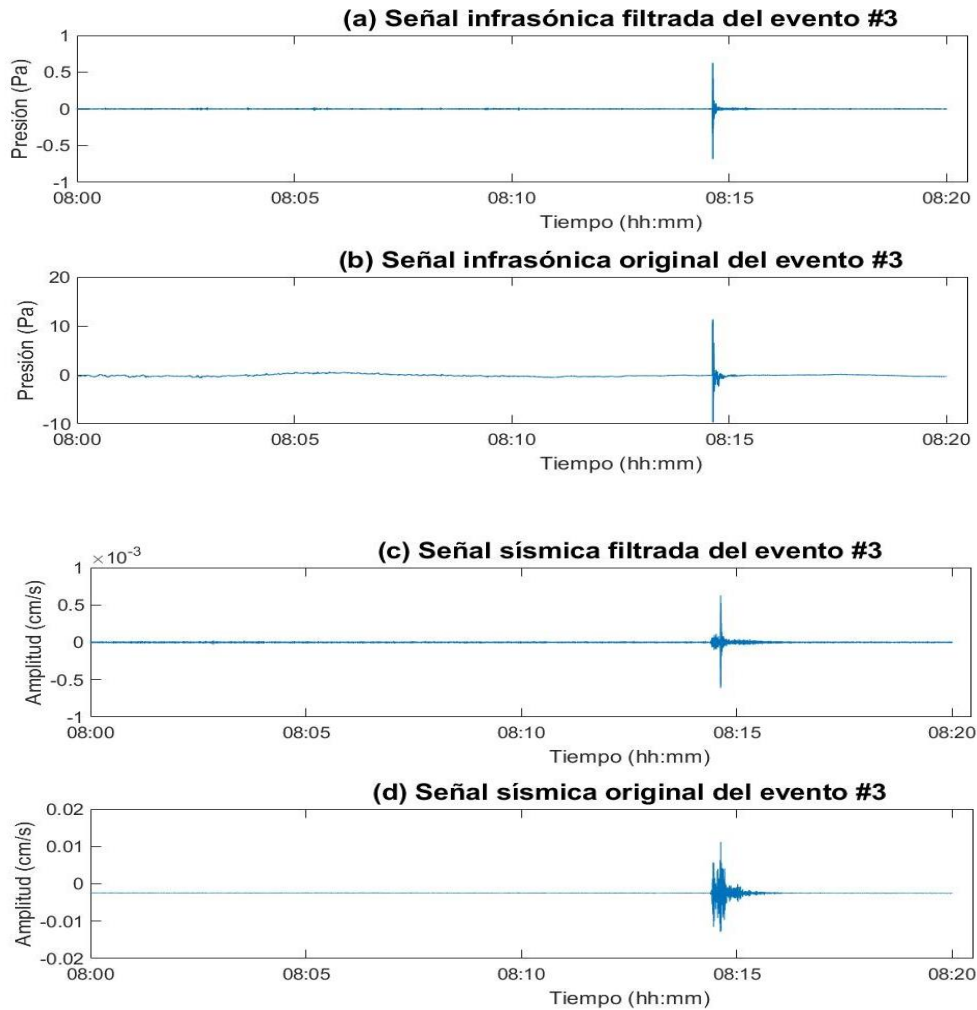 (a) Señal infrasónica filtrada del evento #3
1
0.5
0
-0.5
-1
Presión (Pa)
08:00 08:05 08:10 08:15 08:20
Tiempo (hh:mm)
(b) Señal infrasónica original del evento #3
20
10
0
-10
Presión (Pa)
08:00 08:05 08:10 08:15 08:20
Tiempo (hh:mm)
(c) Señal sísmica filtrada del evento #3
×10-3
1
0.5
0
-0.5
-1
Amplitud (cm/s)
08:00 08:05 08:10 08:15 08:20
Tiempo (hh:mm)
(d) Señal sísmica original del evento #3
0.02
0.01
0
-0.01
-0.02
Amplitud (cm/s)
08:00 08:05 08:10 08:15 08:20
Tiempo (hh:mm)